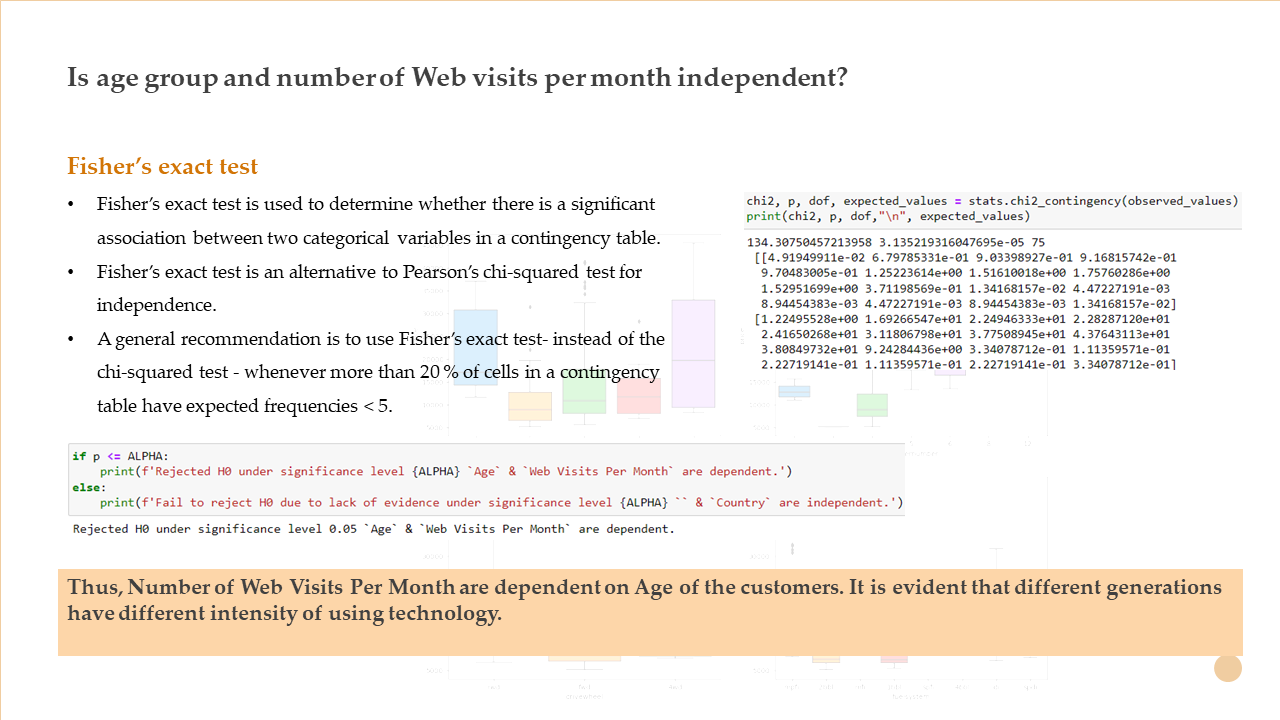 Is age group and number of Web visits per month independent?
Fisher's exact test
• Fisher's exact test is used to determine whether there is a significant
association between two categorical variables in a contingency table.
• Fisher's exact test is an alternative to Pearson's chi-squared test for
independence.
• A general recommendation is to use Fisher's exact test- instead of the
chi-squared test - whenever more than 20 % of cells in a contingency
table have expected frequencies < 5.
chi2, p, dof, expected_values = stats.chi2_contingency(observed_values)
print(chi2, p, dof,"\n", expected_values)
134.30750457213958 3.135219316047695e-05 75
[[4.91949911e-02 6.79785331e-01 9.03398927e-01 9.16815742e-01
9.70483005e-01 1.25223614e+00 1.51610018e+00 1.75760286e+00
1.52951699e+00 3.71198569e-01 1.34168157e-02 4.47227191e-03
8.94454383e-03 4.47227191e-03 8.94454383e-03 1.34168157e-02]
[1.22495528e+00 1.69266547e+01 2.24946333e+01 2.28287120e+01
2.41650268e+01 3.11806798e+01 3.77508945e+01 4.37643113e+01
3.80849732e+01 9.24284436e+00 3.34078712e-01 1.11359571e-01
2.22719141e-01 1.11359571e-01 2.22719141e-01 3.34078712e-01]
if p <= ALPHA:
print(f'Rejected H0 under significance level {ALPHA} `Age` & `Web Visits Per Month` are dependent.')
else:
print(f'Fail to reject H0 due to lack of evidence under significance level {ALPHA} `` & `Country` are independent.')
Rejected H0 under significance level 0.05 `Age` & `Web Visits Per Month` are dependent.
Thus, Number of Web Visits Per Month are dependent on Age of the customers. It is evident that different generations
have different intensity of using technology.